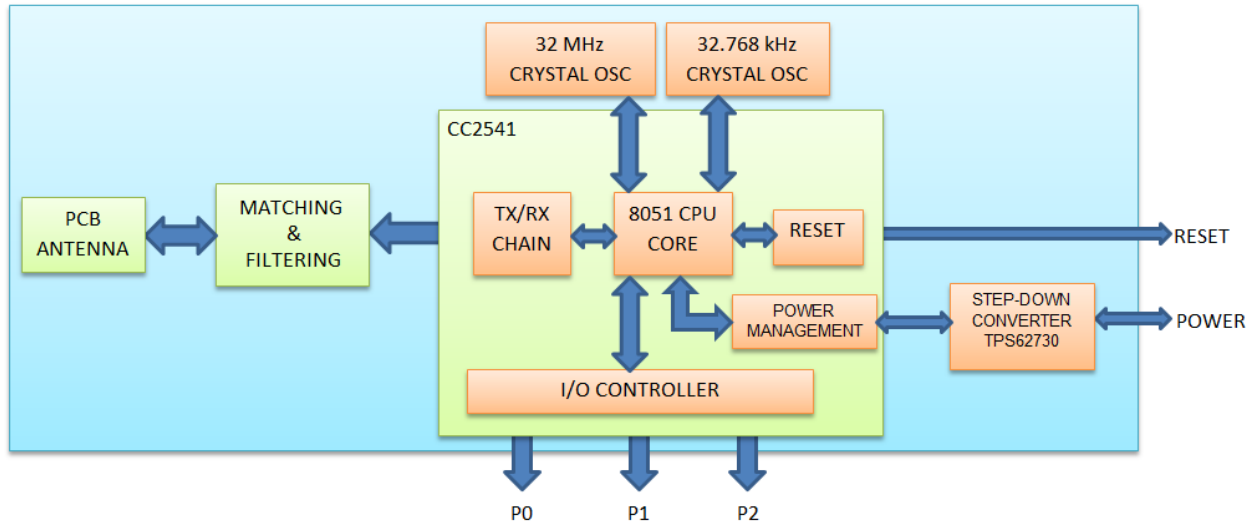 32 MHz
CRYSTAL OSC
32.768 kHz
CRYSTAL OSC
CC2541
PCB
ANTENNA
MATCHING
&
FILTERING
TX/RX
CHAIN
8051 CPU
CORE
RESET
RESET
POWER
MANAGEMENT
STEP-DOWN
CONVERTER
TPS62730
POWER
I/O CONTROLLER
P0
P1
P2